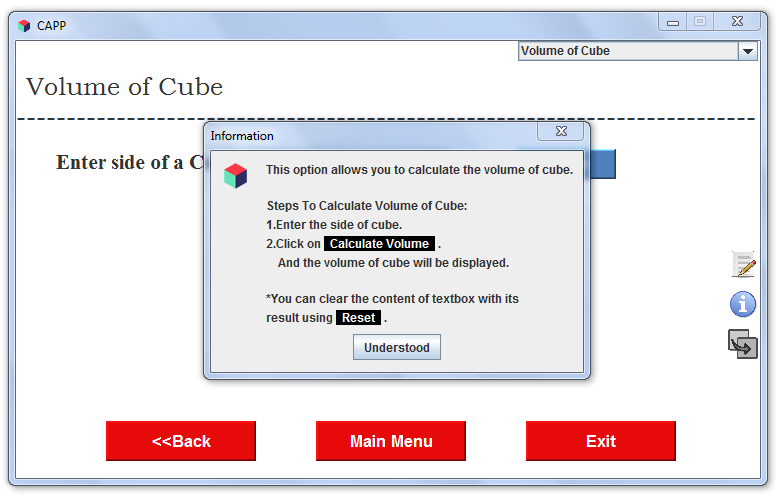 CAPP
Volume of Cube
Volume of Cube
Enter side of a C
Information
This option allows you to calculate the volume of cube.
Steps To Calculate Volume of Cube:
1.Enter the side of cube.
2.Click on Calculate Volume .
And the volume of cube will be displayed.
*You can clear the content of textbox with its
result using Reset .
Understood
<<Back
Main Menu
Exit